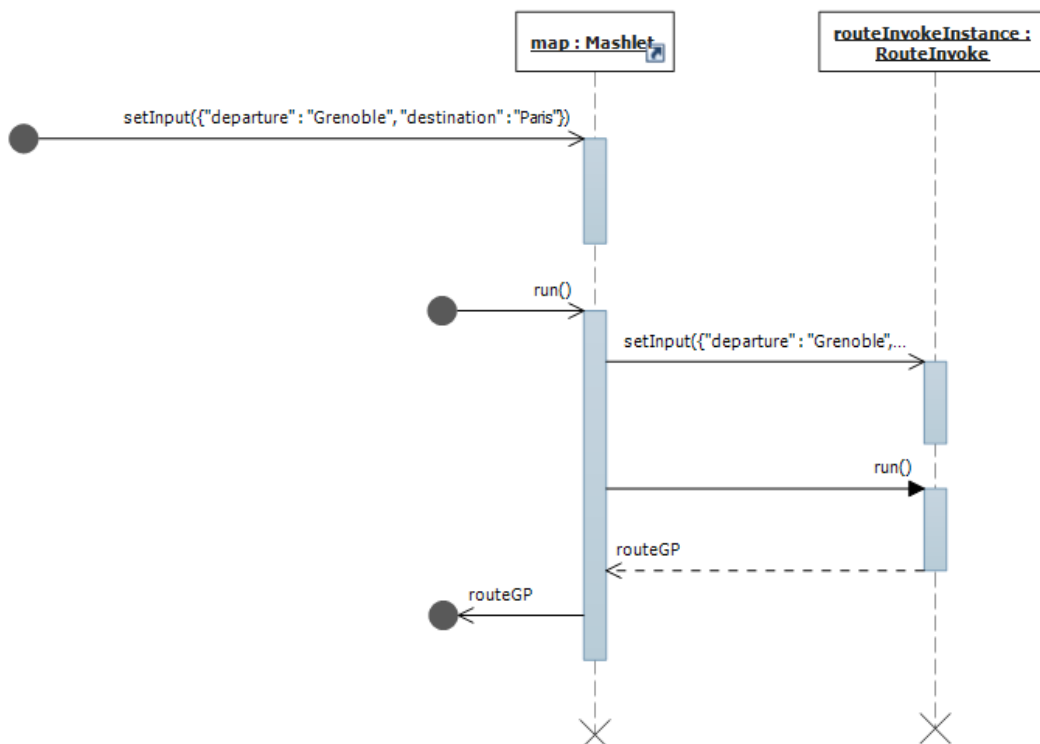 map : Mashlet
routeInvokeInstance :
RouteInvoke
setInput({"departure" : "Grenoble", "destination" : "Paris"})
run()
setInput({"departure" : "Grenoble",...
run()
routeGP
routeGP